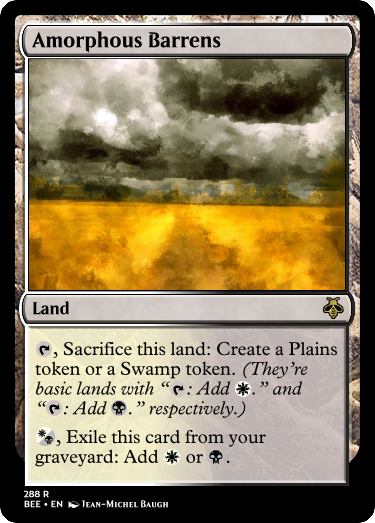 Amorphous Barrens
Land
, Sacrifice this land: Create a Plains
token or a Swamp token. (They're
basic lands with “: Add .” and
“: Add .” respectively.)
, Exile this card from your
graveyard: Add or .
288 R
BEE • EN Jean-Michel Baugh